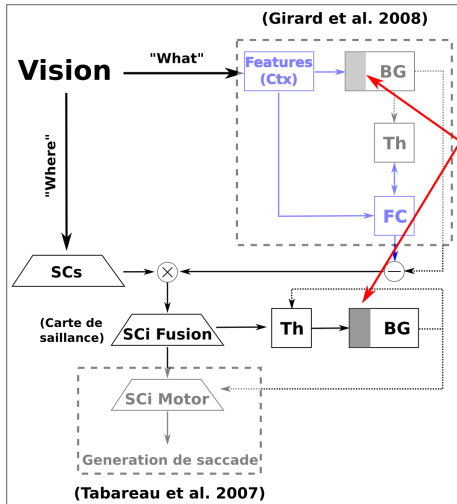 (Girard et al. 2008)
"What"
Vision
Features
(Ctx)
BG
Th
"Where"
FC
SCs
×
−
(Carte de
saillance)
SCi Fusion
Th
BG
SCi Motor
Generation de saccade
(Tabareau et al. 2007)